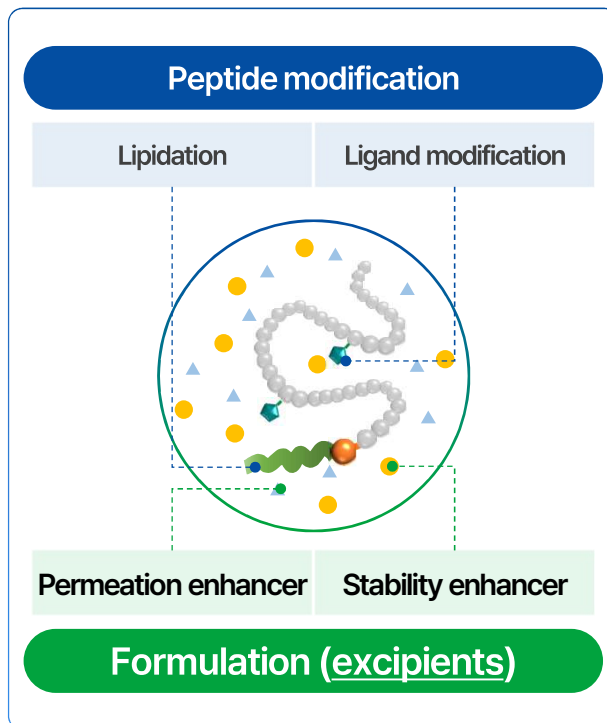 Peptide modification
Lipidation
Ligand modification
Permeation enhancer
Stability enhancer
Formulation (excipients)